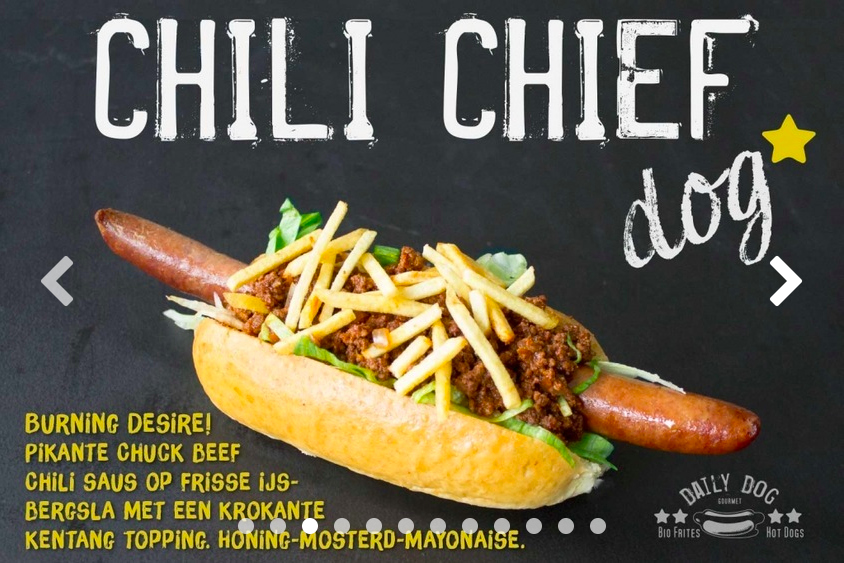 CHILI CHIEF
dog
BURNING DESIRE!
PIKANTE CHUCK BEEF
CHILI SAUS OP FRISSE IJS-
BERGSLA MET EEN KROKANTE
KENTANG TOPPING. HONING-MOSTERD-MAYONAISE.
DAILY DOG
GOURMET
BIO FRITES HOT DOGS